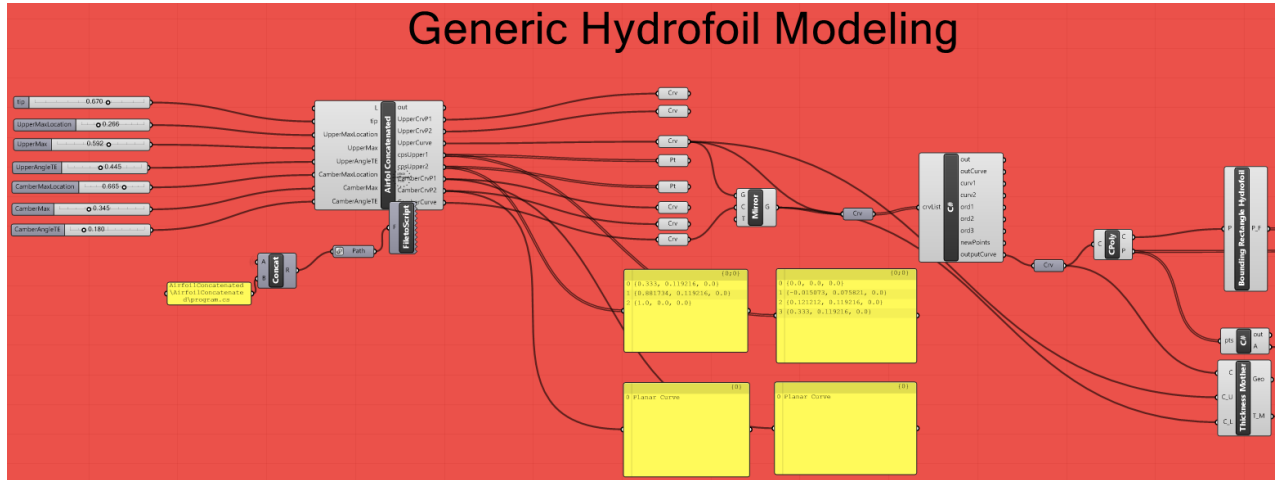 Generic Hydrofoil Modeling
Kp
0.670
UpperMaxLocation
0.266
UpperMax
0.592
UpperAngleTE
0.445
CamberMaxLocation
0.665
CamberMax
0.345
CamberAngleTE
0.180
L
Kp
UpperMaxLocation
UpperMax
UpperAngleTE
CamberMaxLocation
CamberMax
CamberAngleTE
Airfol Concatenated
out
UpperCrvP1
UpperCrvP2
UpperCurve
cpsUpper1
cpsUpper2
CamberCrvP1
CamberCrvP2
CamberCurve
F
FiletoScript
Path
A
B
Concat
R
AirfoilConcatenated
\AirfoilConcatenate
d\program.cs
Crv
Crv
Crv
Pt
Pt
Crv
Crv
Crv
G
C
T
Mirror
G
Crv
{0;0}
0 {0.333, 0.119216, 0.0}
1 {0.881734, 0.119216, 0.0}
2 {1.0, 0.0, 0.0}
{0;0}
0 {0.0, 0.0, 0.0}
1 {-0.015873, 0.075821, 0.0}
2 {0.121212, 0.119216, 0.0}
3 {0.333, 0.119216, 0.0}
{0}
0 Planar Curve
{0}
0 Planar Curve
crvList
C#
out
outCurve
curv1
curv2
ord1
ord2
ord3
newPoints
outputCurve
Crv
C
CPoly
C
P
P
Bounding Rectangle Hydrofoil
P_F
pts
C#
out
A
C
C_U
C_L
Thickness Mother
Geo
T_M